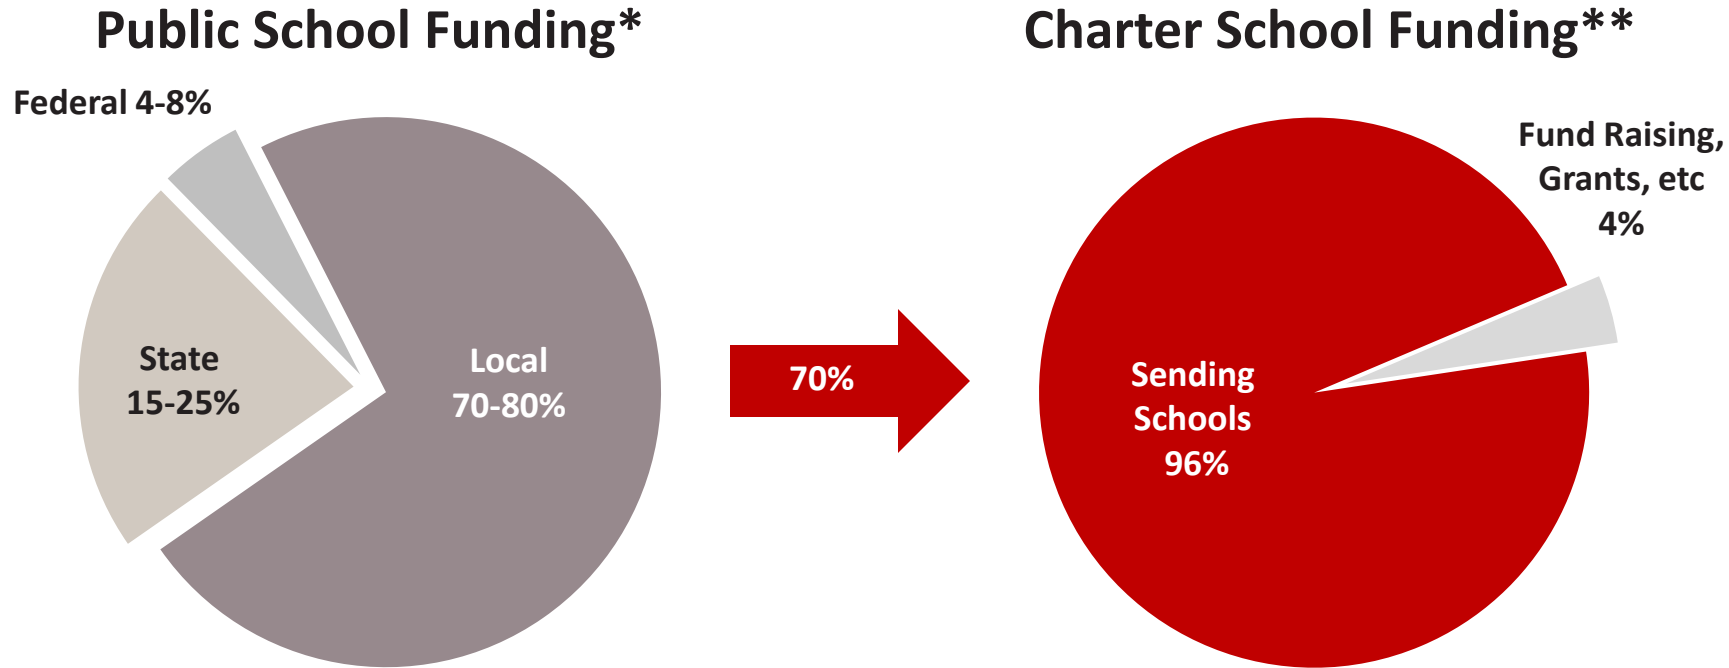 Public School Funding*
Federal 4-8%
State
15-25%
Local
70-80%
70%
Charter School Funding**
Fund Raising,
Grants, etc
4%
Sending
Schools
96%